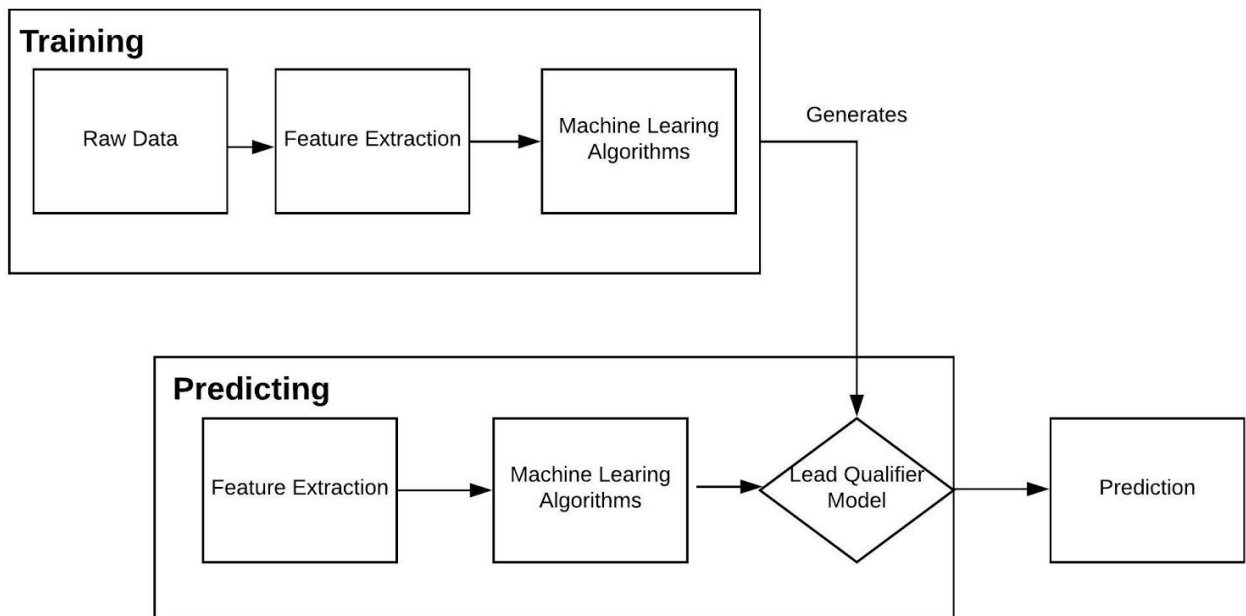 Training
Raw Data
Feature Extraction
Machine Learing
Algorithms
Generates
Predicting
Feature Extraction
Machine Learing
Algorithms
Lead Qualifier
Model
Prediction